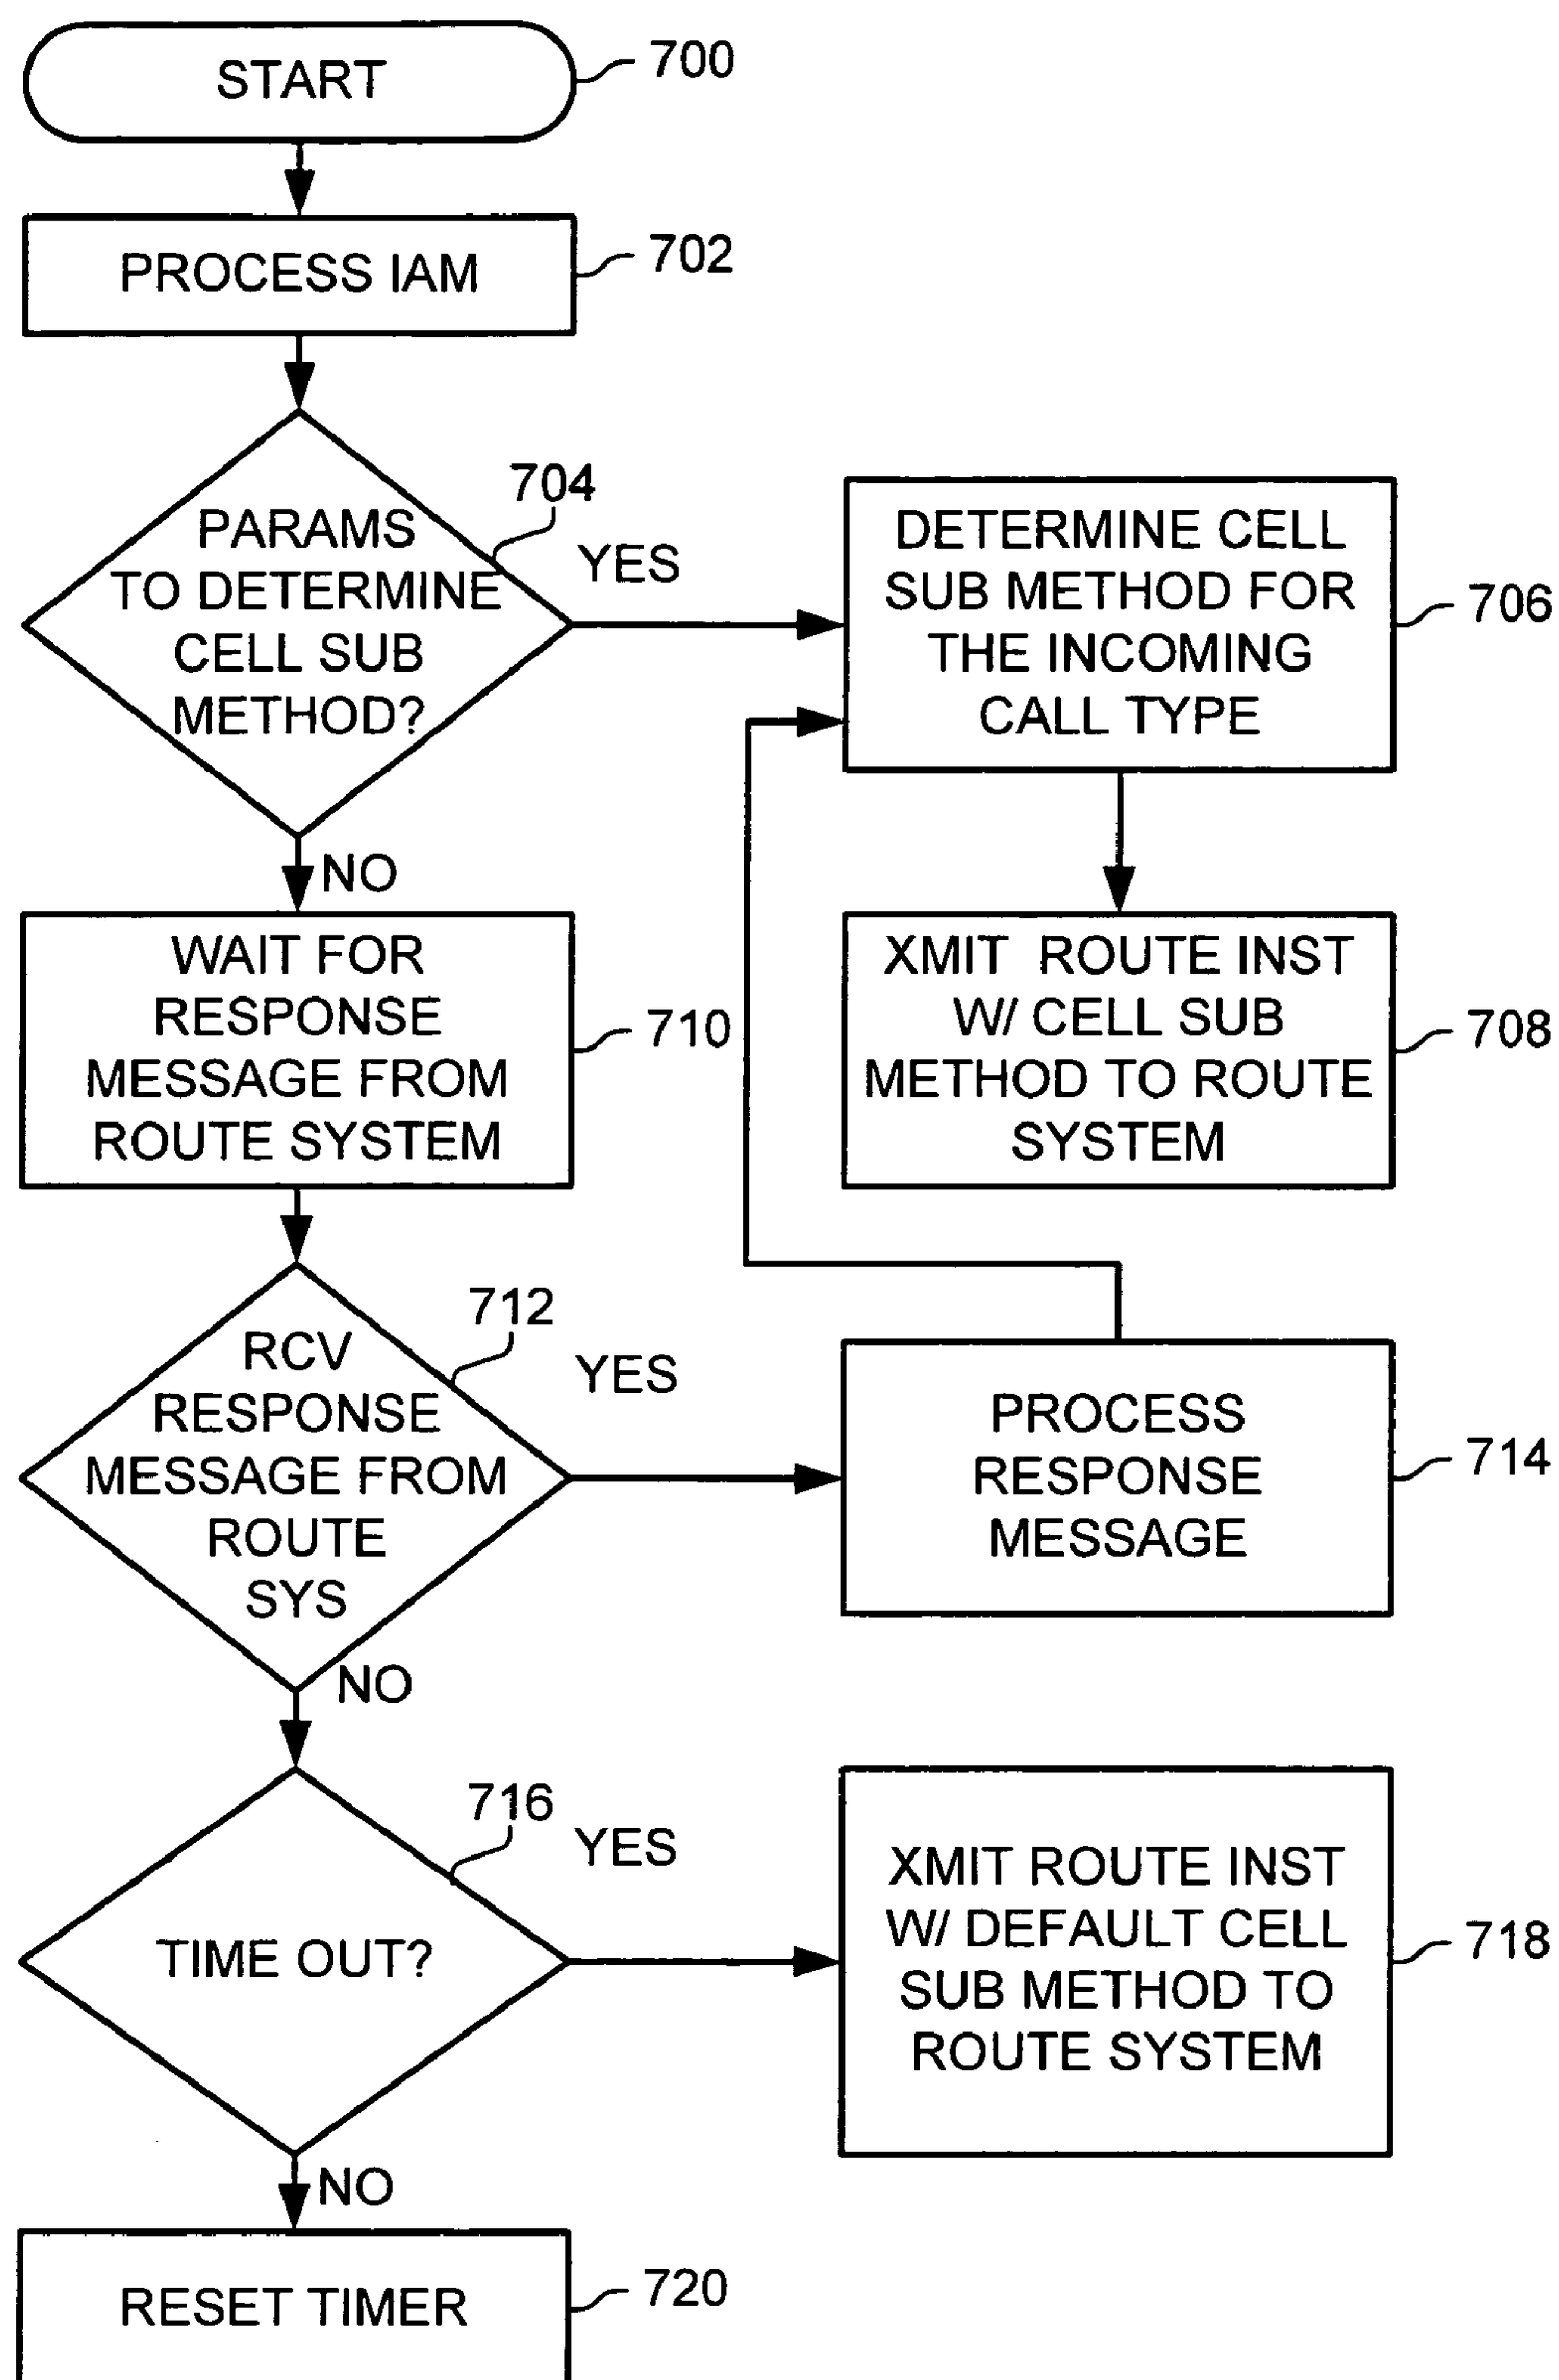 START
700
PROCESS IAM
702
704
PARAMS
TO DETERMINE
CELL SUB
METHOD?
YES
DETERMINE CELL
SUB METHOD FOR
THE INCOMING
CALL TYPE
706
NO
WAIT FOR
RESPONSE
MESSAGE FROM
ROUTE SYSTEM
710
XMIT ROUTE INST
W/ CELL SUB
METHOD TO ROUTE
SYSTEM
708
712
RCV
RESPONSE
MESSAGE FROM
ROUTE
SYS
YES
PROCESS
RESPONSE
MESSAGE
714
NO
716
TIME OUT?
YES
XMIT ROUTE INST
W/ DEFAULT CELL
SUB METHOD TO
ROUTE SYSTEM
718
NO
RESET TIMER
720